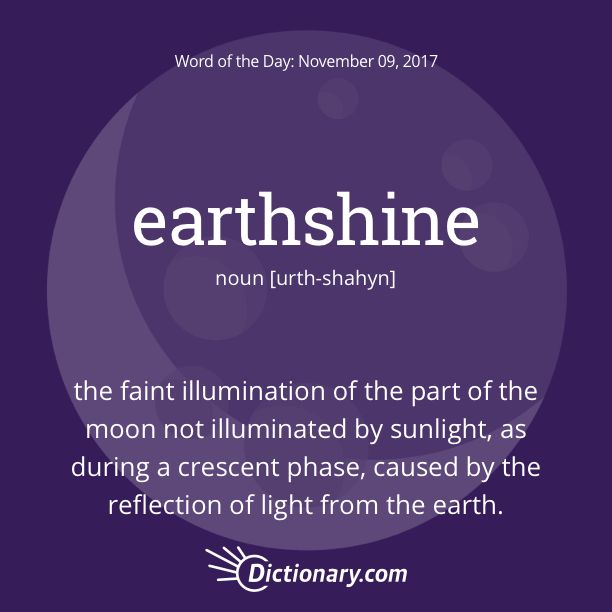 Word of the Day: November 09, 2017
earthshine
noun [urth-shahyn]
the faint illumination of the part of the
moon not illuminated by sunlight, as
during a crescent phase, caused by the
reflection of light from the earth.
Dictionary.com